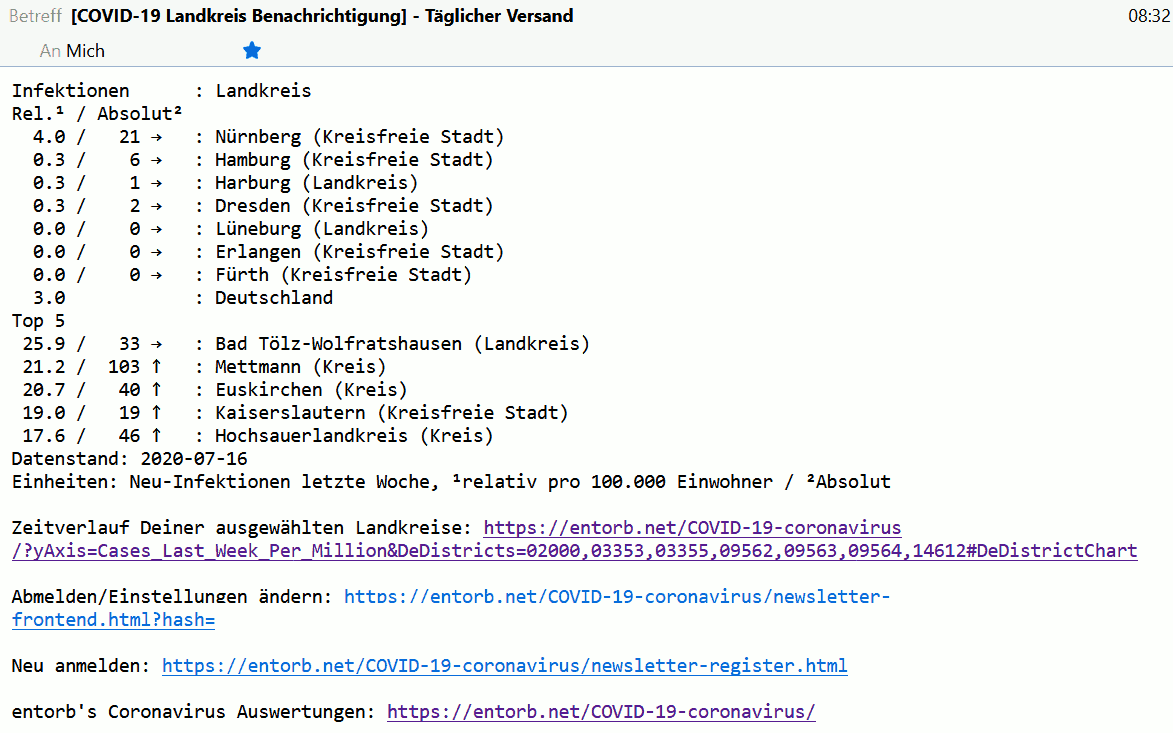 Betreff [COVID-19 Landkreis Benachrichtigung] - Täglicher Versand 08:32
An Mich
Infektionen : Landkreis
Rel.¹ / Absolut²
4.0 / 21 → : Nürnberg (Kreisfreie Stadt)
0.3 / 6 → : Hamburg (Kreisfreie Stadt)
0.3 / 1 → : Harburg (Landkreis)
0.3 / 2 → : Dresden (Kreisfreie Stadt)
0.0 / 0 → : Lüneburg (Landkreis)
0.0 / 0 → : Erlangen (Kreisfreie Stadt)
0.0 / 0 → : Fürth (Kreisfreie Stadt)
3.0 : Deutschland
Top 5
25.9 / 33 → : Bad Tölz-Wolfratshausen (Landkreis)
21.2 / 103 ↑ : Mettmann (Kreis)
20.7 / 40 ↑ : Euskirchen (Kreis)
19.0 / 19 ↑ : Kaiserslautern (Kreisfreie Stadt)
17.6 / 46 ↑ : Hochsauerlandkreis (Kreis)
Datenstand: 2020-07-16
Einheiten: Neu-Infektionen letzte Woche, ¹relativ pro 100.000 Einwohner / ²Absolut
Zeitverlauf Deiner ausgewählten Landkreise: https://entorb.net/COVID-19-coronavirus
/?yAxis=Cases_Last_Week_Per_Million&DeDistricts=02000,03353,03355,09562,09563,09564,14612#DeDistrictChart
Abmelden/Einstellungen ändern: https://entorb.net/COVID-19-coronavirus/newsletter-
frontend.html?hash=
Neu anmelden: https://entorb.net/COVID-19-coronavirus/newsletter-register.html
entorb's Coronavirus Auswertungen: https://entorb.net/COVID-19-coronavirus/